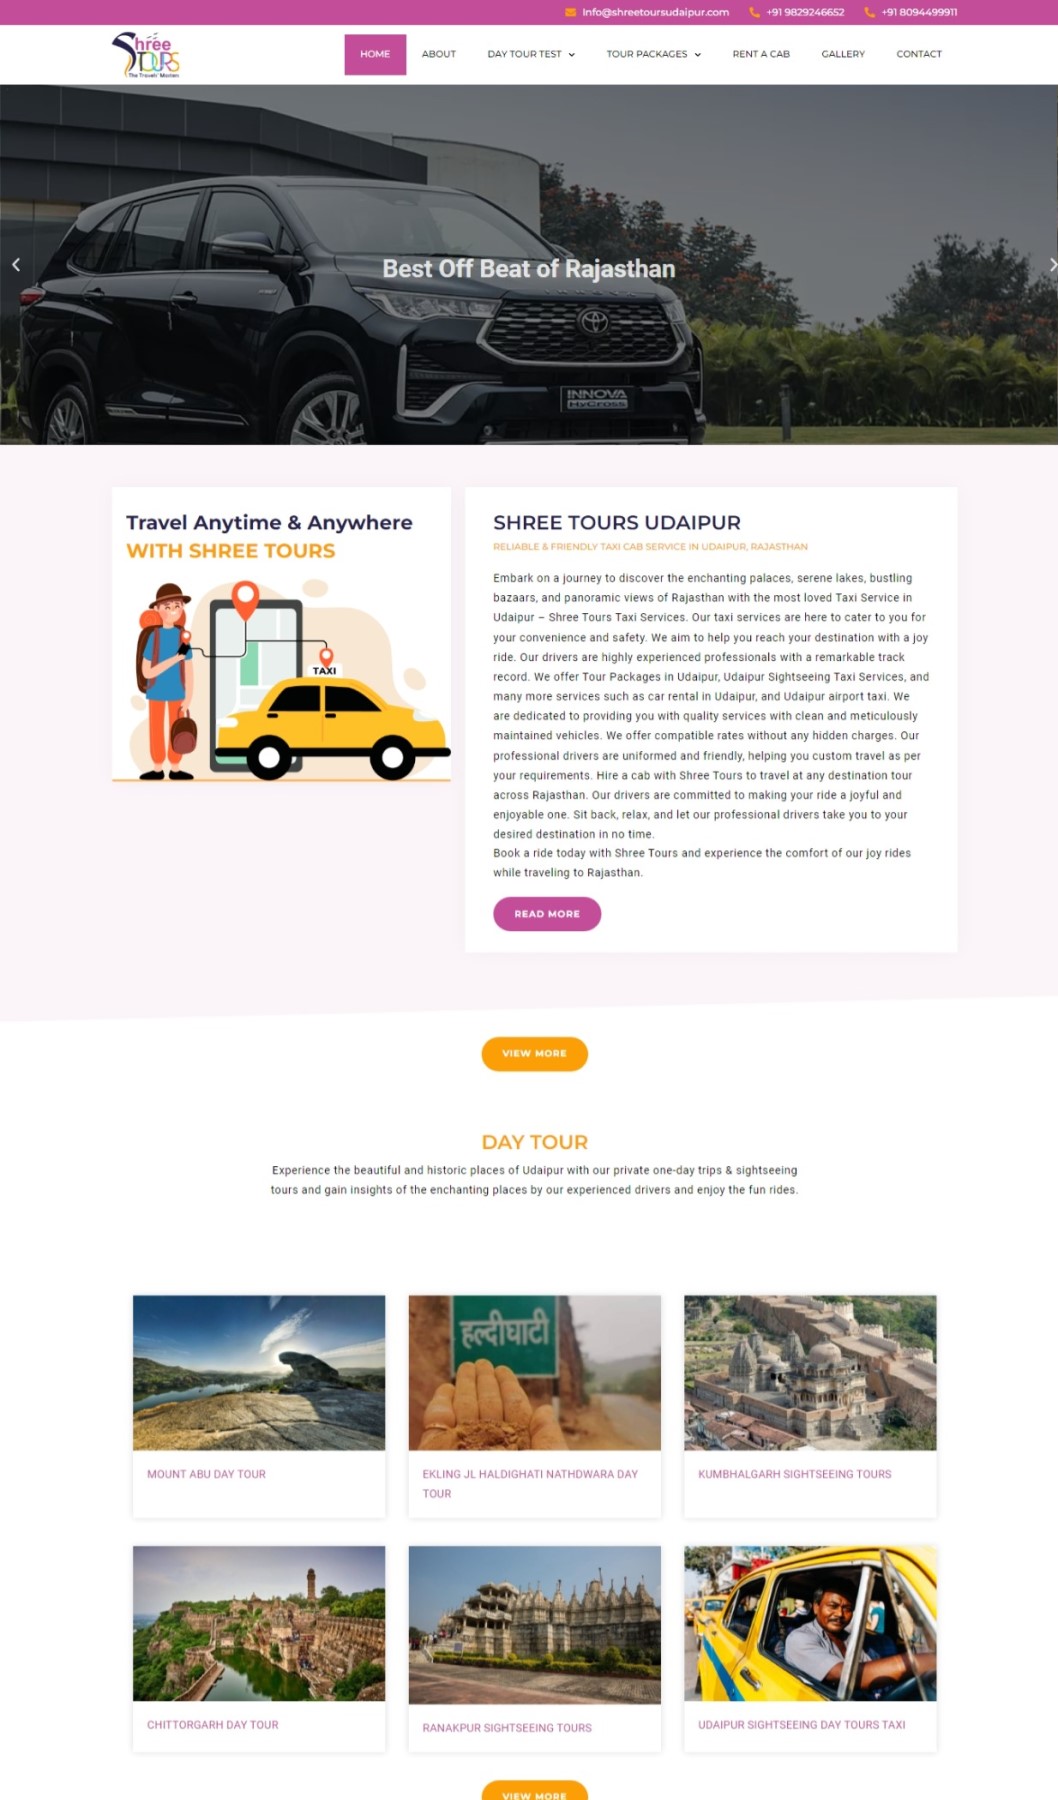 Info@shreetoursudaipur.com +91 9829246652 +91 8094499911
Shree
TOURS
The Travels' Masters
HOME ABOUT DAY TOUR TEST TOUR PACKAGES RENT A CAB GALLERY CONTACT
Best Off Beat of Rajasthan
INNOVA
HYCROSS
Travel Anytime & Anywhere
WITH SHREE TOURS
TAXI
SHREE TOURS UDAIPUR
RELIABLE & FRIENDLY TAXI CAB SERVICE IN UDAIPUR, RAJASTHAN
Embark on a journey to discover the enchanting palaces, serene lakes, bustling
bazaars, and panoramic views of Rajasthan with the most loved Taxi Service in
Udaipur – Shree Tours Taxi Services. Our taxi services are here to cater to you for
your convenience and safety. We aim to help you reach your destination with a joy
ride. Our drivers are highly experienced professionals with a remarkable track
record. We offer Tour Packages in Udaipur, Udaipur Sightseeing Taxi Services, and
many more services such as car rental in Udaipur, and Udaipur airport taxi. We
are dedicated to providing you with quality services with clean and meticulously
maintained vehicles. We offer compatible rates without any hidden charges. Our
professional drivers are uniformed and friendly, helping you custom travel as per
your requirements. Hire a cab with Shree Tours to travel at any destination tour
across Rajasthan. Our drivers are committed to making your ride a joyful and
enjoyable one. Sit back, relax, and let our professional drivers take you to your
desired destination in no time.
Book a ride today with Shree Tours and experience the comfort of our joy rides
while traveling to Rajasthan.
READ MORE
VIEW MORE
DAY TOUR
Experience the beautiful and historic places of Udaipur with our private one-day trips & sightseeing
tours and gain insights of the enchanting places by our experienced drivers and enjoy the fun rides.
हल्दीघाटी
MOUNT ABU DAY TOUR
EKLING JL HALDIGHATI NATHDWARA DAY
TOUR
KUMBHALGARH SIGHTSEEING TOURS
CHITTORGARH DAY TOUR
RANAKPUR SIGHTSEEING TOURS
UDAIPUR SIGHTSEEING DAY TOURS TAXI
VIEW MORE